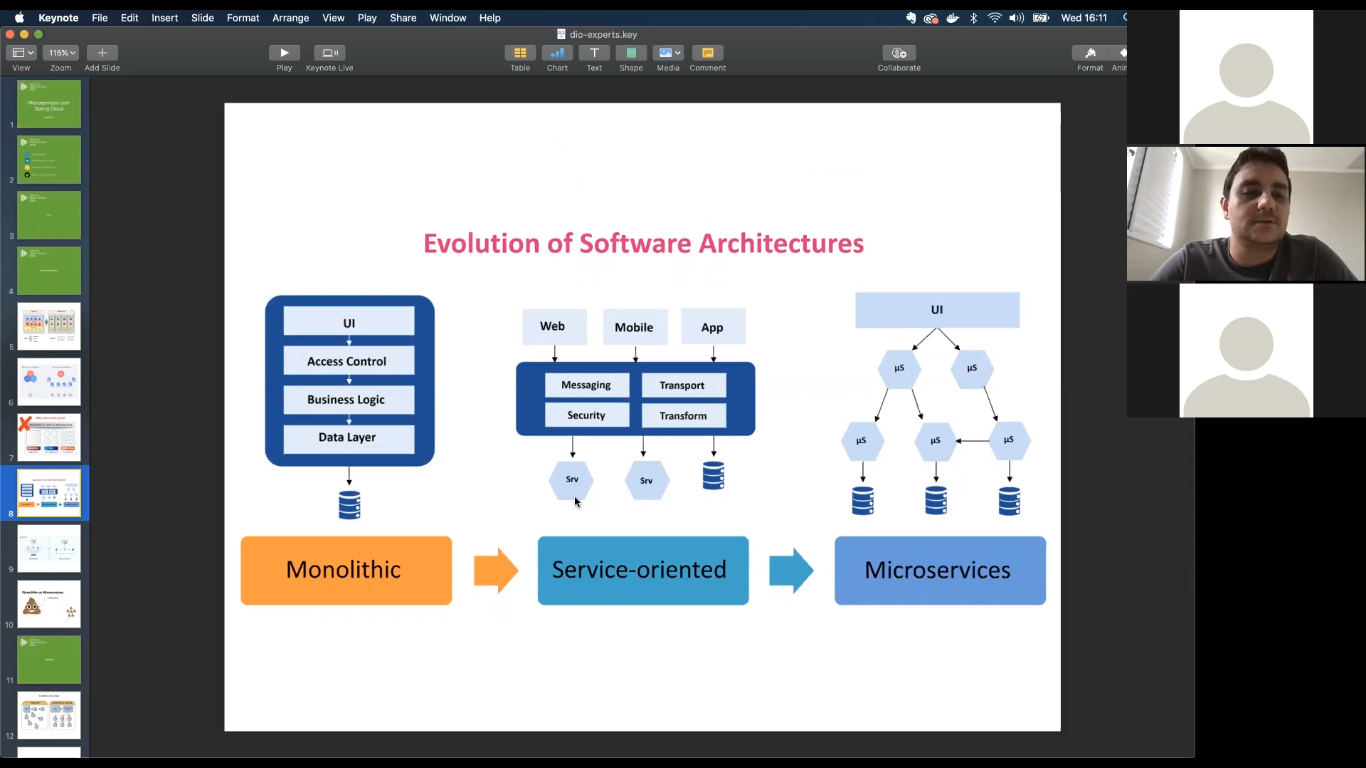 Keynote File Edit Insert Slide Format Arrange View Play Share Window Help Wed 16:11
dio-experts.key
115%
View Zoom Add Slide Play Keynote Live Table Chart Text Shape Media Comment Collaborate Format
1
Microservices com
Spring Cloud
2
3
4
5
6
7
8
9
10
11
12
Evolution of Software Architectures
UI
Access Control
Business Logic
Data Layer
Monolithic
Web Mobile App
Messaging Transport
Security Transform
Srv Srv
Service-oriented
UI
µS µS
µS µS µS
Microservices